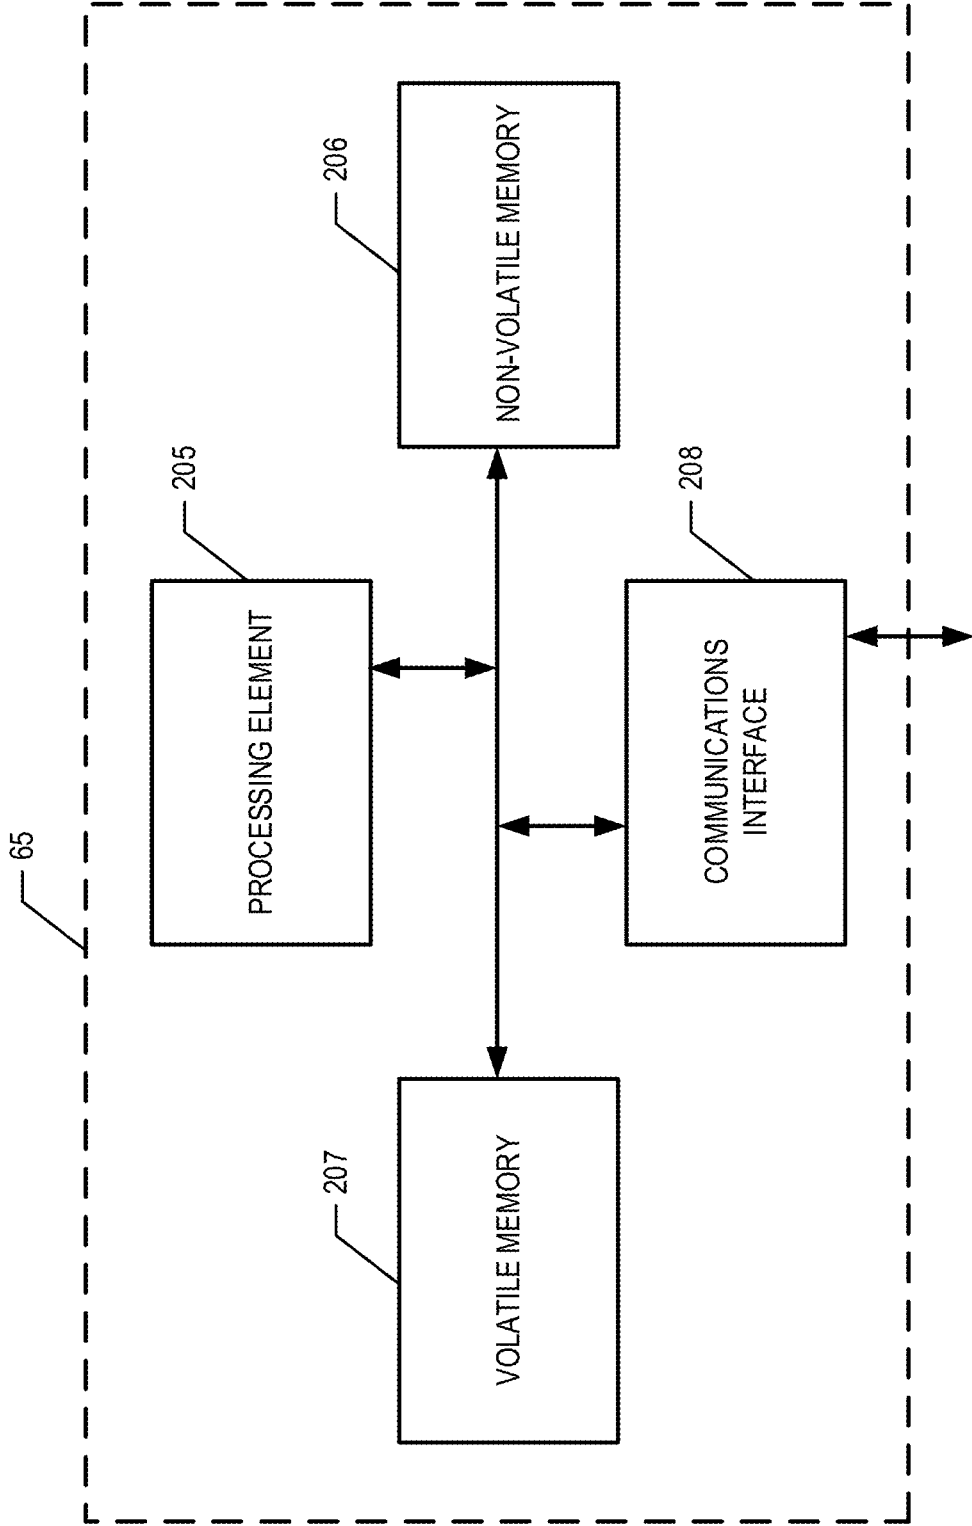 65
205
PROCESSING ELEMENT
207
VOLATILE MEMORY
206
NON-VOLATILE MEMORY
208
COMMUNICATIONS
INTERFACE